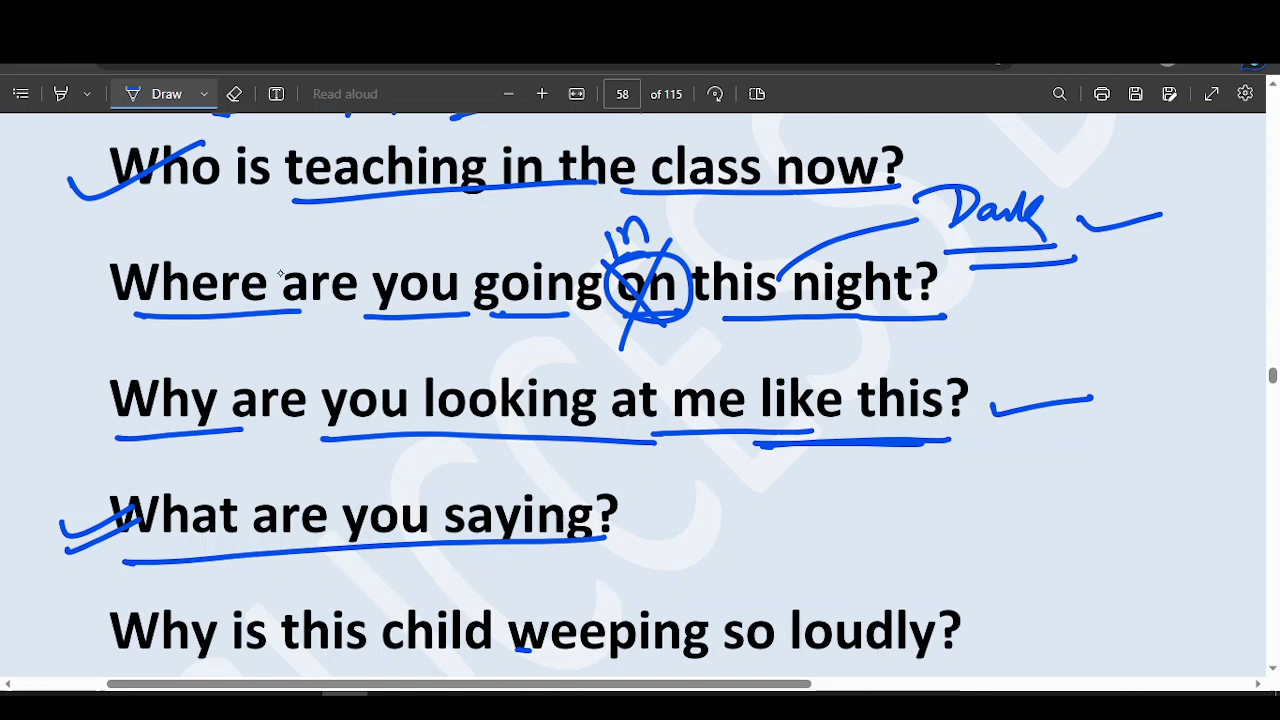 Draw
Read aloud
58 of 115
Who is teaching in the class now?
Dark
in
Where are you going on this night?
Why are you looking at me like this?
What are you saying?
Why is this child weeping so loudly?
SUCCESS